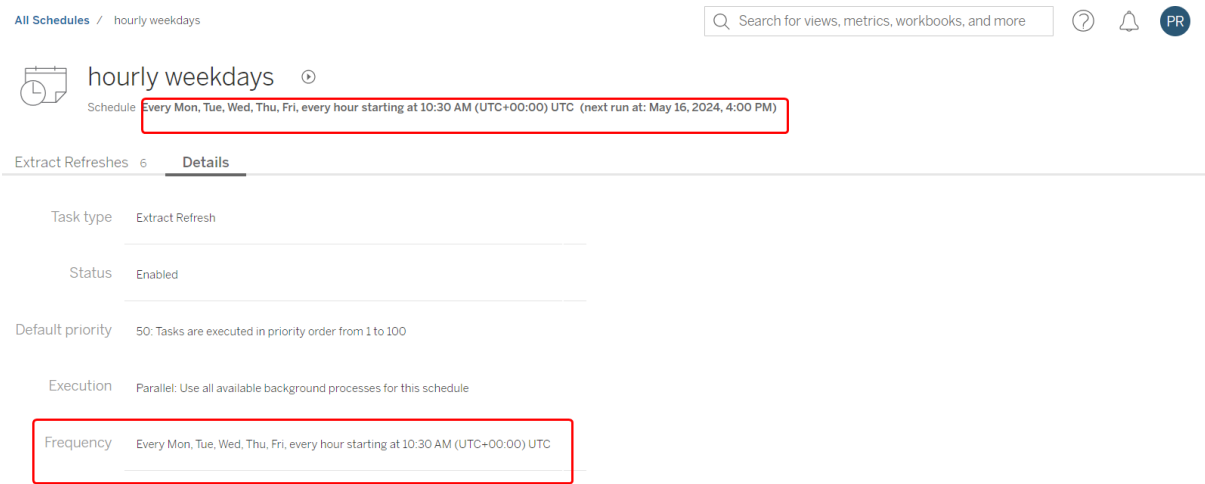 All Schedules / hourly weekdays
Search for views, metrics, workbooks, and more
PR
hourly weekdays
Schedule Every Mon, Tue, Wed, Thu, Fri, every hour starting at 10:30 AM (UTC+00:00) UTC (next run at: May 16, 2024, 4:00 PM)
Extract Refreshes 6 Details
Task type Extract Refresh
Status Enabled
Default priority 50: Tasks are executed in priority order from 1 to 100
Execution Parallel: Use all available background processes for this schedule
Frequency Every Mon, Tue, Wed, Thu, Fri, every hour starting at 10:30 AM (UTC+00:00) UTC